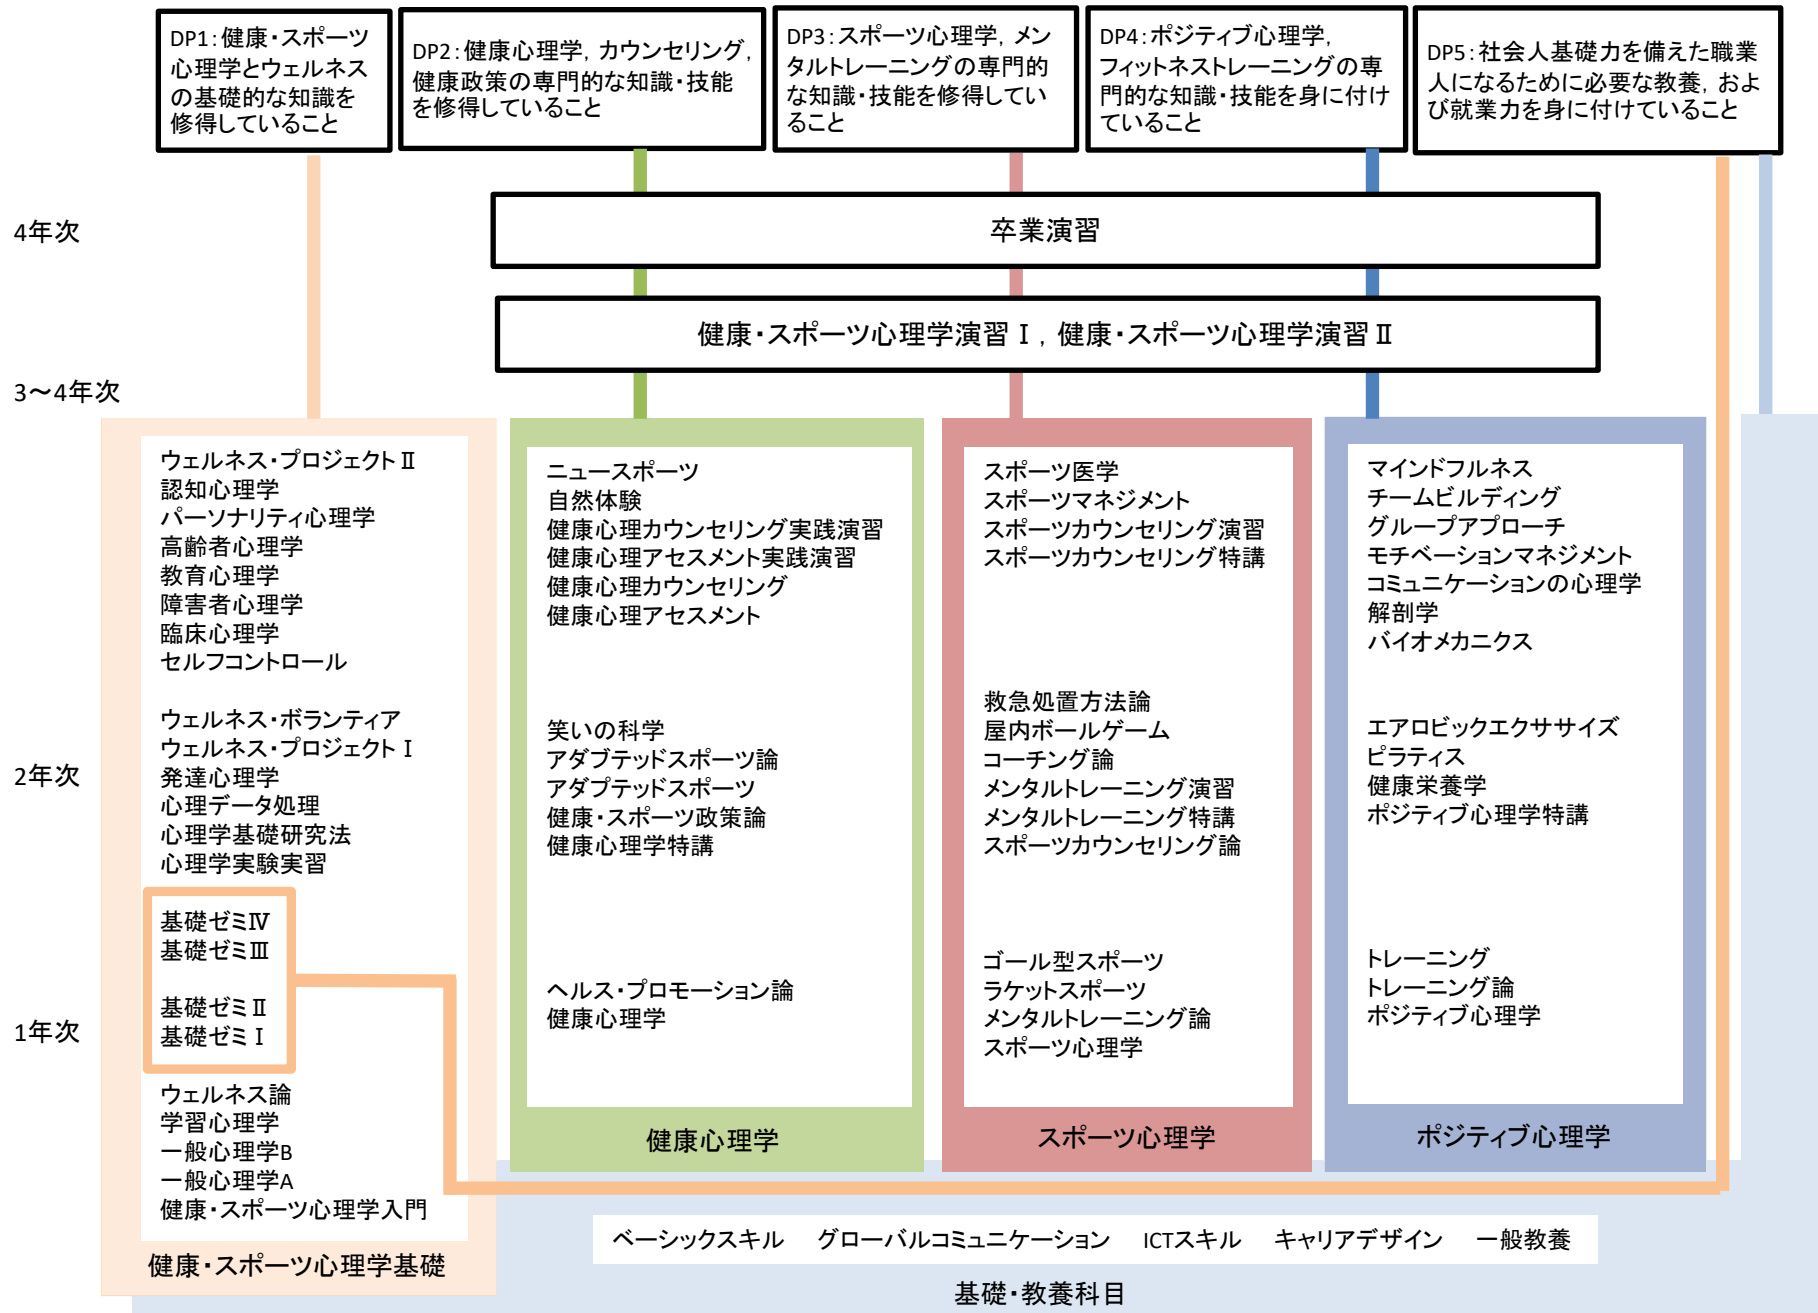 DP1：健康・スポーツ
心理学とウェルネス
の基礎的な知識を
修得していること
DP2：健康心理学，カウンセリング，
健康政策の専門的な知識・技能
を修得していること
DP3：スポーツ心理学，メン
タルトレーニングの専門的
な知識・技能を修得してい
ること
DP4：ポジティブ心理学，
フィットネストレーニングの専
門的な知識・技能を身に付け
ていること
DP5：社会人基礎力を備えた職業
人になるために必要な教養，およ
び就業力を身に付けていること
4年次
卒業演習
健康・スポーツ心理学演習Ⅰ，健康・スポーツ心理学演習Ⅱ
3～4年次
ウェルネス・プロジェクトⅡ
認知心理学
パーソナリティ心理学
高齢者心理学
教育心理学
障害者心理学
臨床心理学
セルフコントロール
ウェルネス・ボランティア
ウェルネス・プロジェクトⅠ
発達心理学
心理データ処理
心理学基礎研究法
心理学実験実習
基礎ゼミⅣ
基礎ゼミⅢ
基礎ゼミⅡ
基礎ゼミⅠ
ウェルネス論
学習心理学
一般心理学B
一般心理学A
健康・スポーツ心理学入門
健康・スポーツ心理学基礎
ニュースポーツ
自然体験
健康心理カウンセリング実践演習
健康心理アセスメント実践演習
健康心理カウンセリング
健康心理アセスメント
笑いの科学
アダブテッドスポーツ論
アダプテッドスポーツ
健康・スポーツ政策論
健康心理学特講
ヘルス・プロモーション論
健康心理学
健康心理学
スポーツ医学
スポーツマネジメント
スポーツカウンセリング演習
スポーツカウンセリング特講
救急処置方法論
屋内ボールゲーム
コーチング論
メンタルトレーニング演習
メンタルトレーニング特講
スポーツカウンセリング論
ゴール型スポーツ
ラケットスポーツ
メンタルトレーニング論
スポーツ心理学
スポーツ心理学
マインドフルネス
チームビルディング
グループアプローチ
モチベーションマネジメント
コミュニケーションの心理学
解剖学
バイオメカニクス
エアロビックエクササイズ
ピラティス
健康栄養学
ポジティブ心理学特講
トレーニング
トレーニング論
ポジティブ心理学
ポジティブ心理学
2年次
1年次
ベーシックスキル　グローバルコミュニケーション　ICTスキル　キャリアデザイン　一般教養
基礎・教養科目